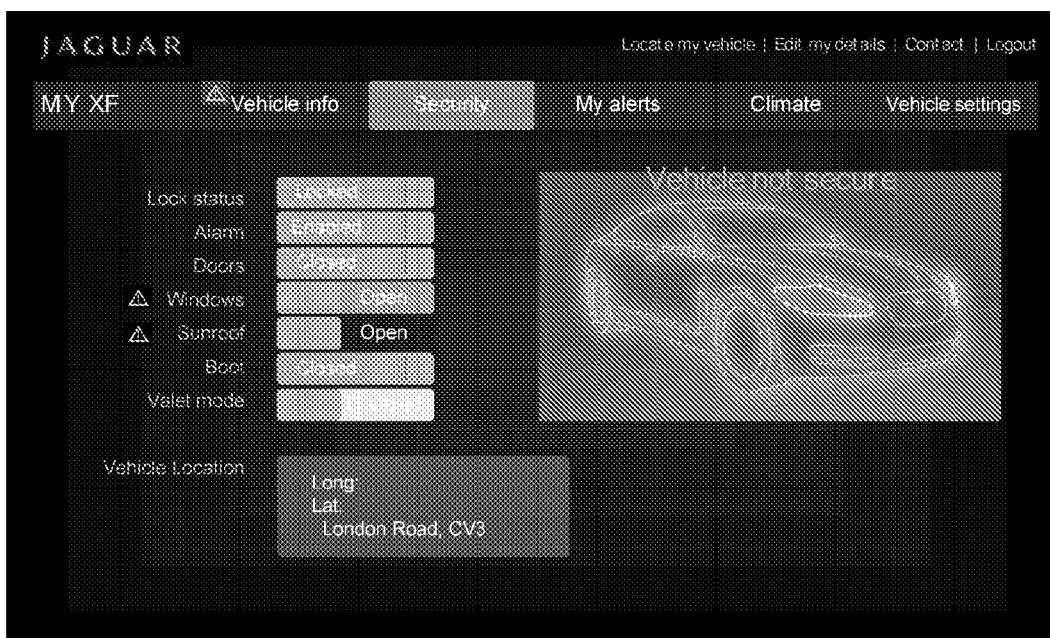 JAGUAR
Locate my vehicle | Edit my details | Contact | Logout
MY XF
Vehicle info
Security
My alerts
Climate
Vehicle settings
Vehicle not secure
Lock status Locked
Alarm Enabled
Doors Closed
Windows Open
Sunroof Open
Boot Closed
Valet mode
Vehicle Location
Long:
Lat:
London Road, CV3